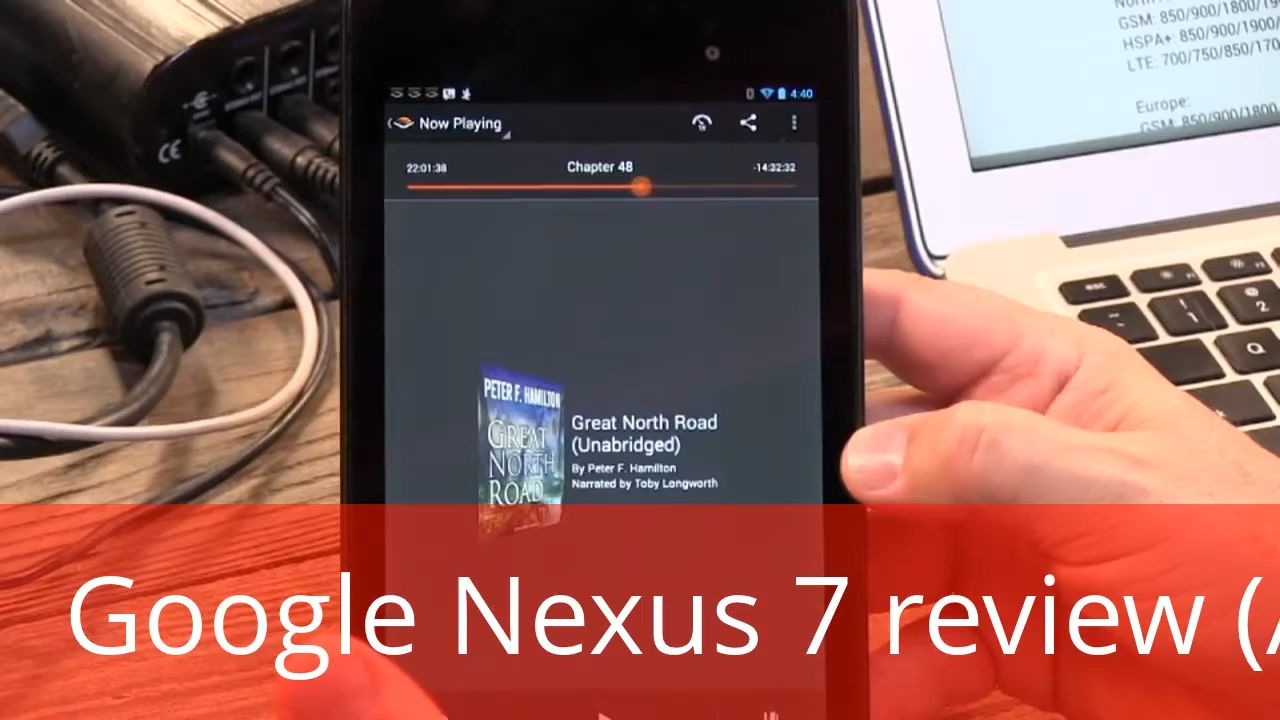 4:40
Now Playing
22:01:38
Chapter 48
-14:32:32
PETER F. HAMILTON
GREAT
NORTH
ROAD
Great North Road
(Unabridged)
By Peter F. Hamilton
Narrated by Toby Longworth
Google Nexus 7 review (
CE
GSM: 850/900/1800/
HSPA+: 850/900/1900/
LTE: 700/750/850/170
Europe:
GSM: 850/900/1800
esc
1
@
2
Q